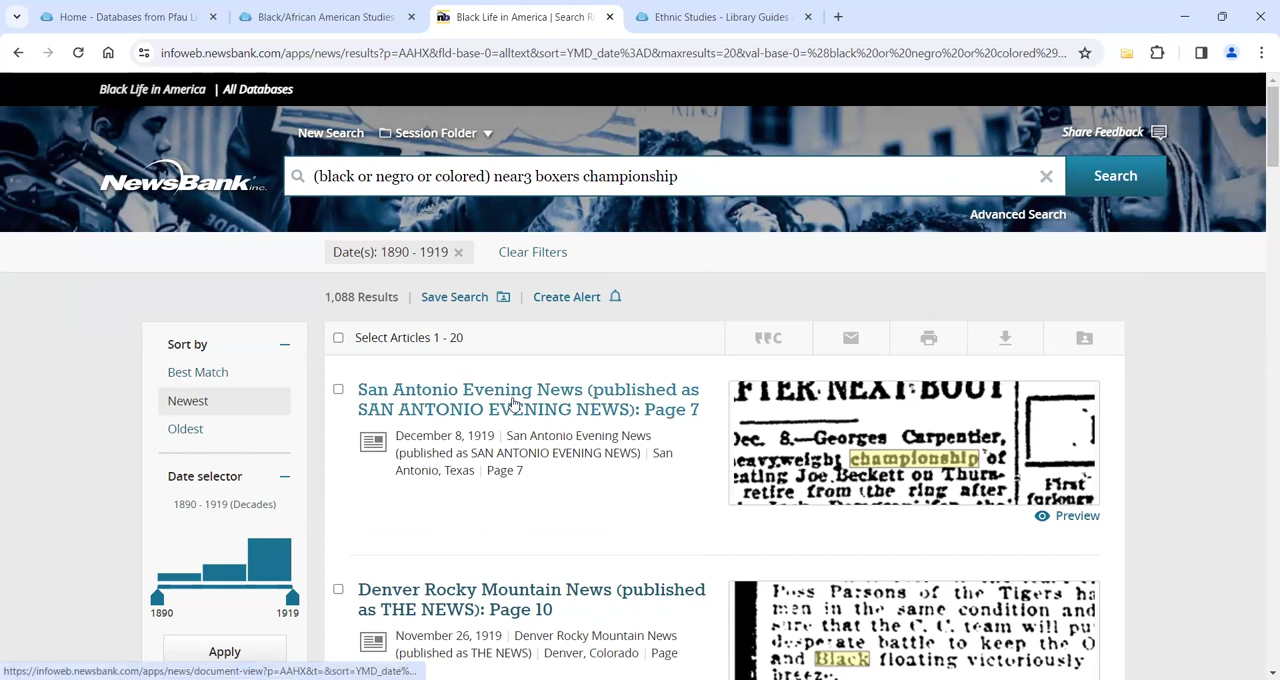 Home - Databases from Pfau Li
Black/African American Studies
Black Life in America | Search R
Ethnic Studies - Library Guides
infoweb.newsbank.com/apps/news/results?p=AAHX&fld-base-0=alltext&sort=YMD_date%3AD&maxresults=20&val-base-0=%28black%20or%20negro%20or%20colored%29...
Black Life in America | All Databases
New Search Session Folder
Share Feedback
NewsBank inc.
(black or negro or colored) near3 boxers championship
Search
Advanced Search
Date(s): 1890 - 1919
Clear Filters
1,088 Results | Save Search | Create Alert
Sort by
Best Match
Newest
Oldest
Date selector
1890 - 1919 (Decades)
1890 1919
Apply
Select Articles 1 - 20
San Antonio Evening News (published as
SAN ANTONIO EVENING NEWS): Page 7
December 8, 1919 | San Antonio Evening News
(published as SAN ANTONIO EVENING NEWS) | San
Antonio, Texas | Page 7
FTER NEXT BOUT
Dec. 8.—Georges Carpentier,
eavyweight championship of
eating Joe Beckett on Thurs-
retire from the ring after
First
furlongs
Preview
Denver Rocky Mountain News (published
as THE NEWS): Page 10
November 26, 1919 | Denver Rocky Mountain News
(published as THE NEWS) | Denver, Colorado | Page
Poss Parsons of the Tigers ha
men in the same condition and
sure that the C. C. team will pu
desperate battle to keep the O
and Black floating victoriously
breeze.
https://infoweb.newsbank.com/apps/news/document-view?p=AAHX&t=&sort=YMD_date%...